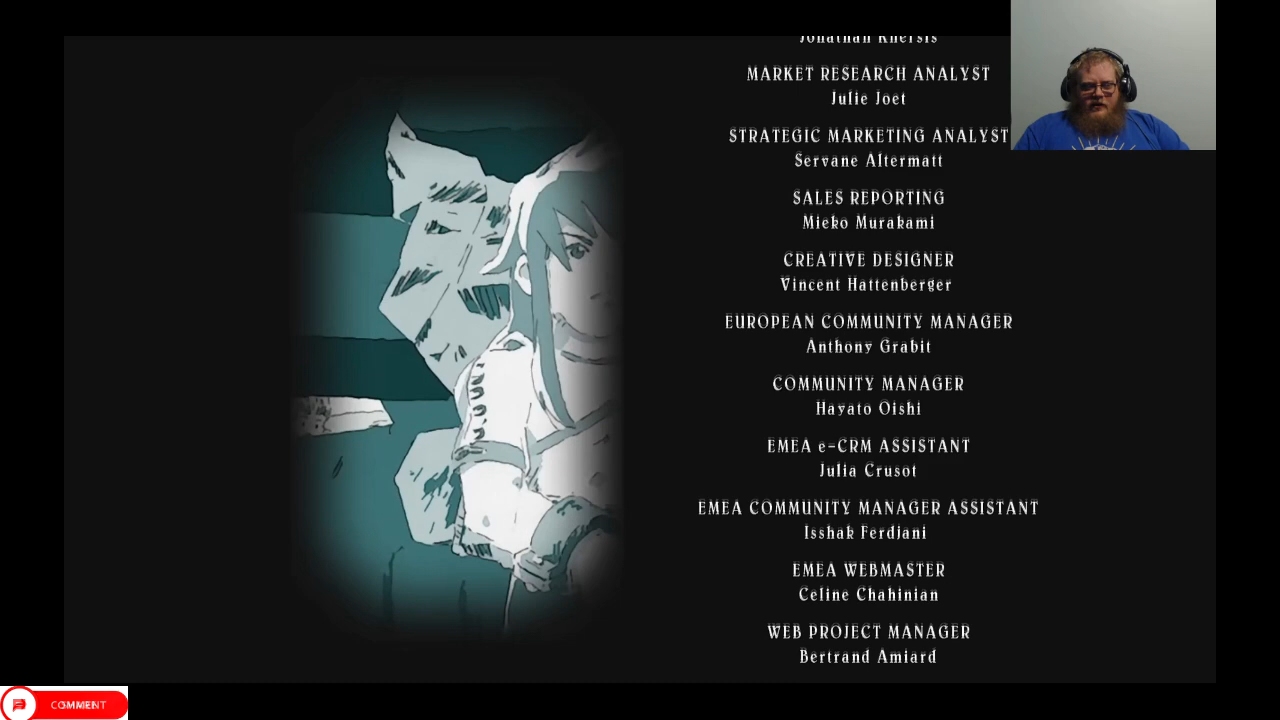 Jonathan Khersis
MARKET RESEARCH ANALYST
Julie Joet
STRATEGIC MARKETING ANALYST
Servane Altermatt
SALES REPORTING
Mieko Murakami
CREATIVE DESIGNER
Vincent Hattenberger
EUROPEAN COMMUNITY MANAGER
Anthony Grabit
COMMUNITY MANAGER
Hayato Oishi
EMEA e-CRM ASSISTANT
Julia Crusot
EMEA COMMUNITY MANAGER ASSISTANT
Isshak Ferdjani
EMEA WEBMASTER
Celine Chahinian
WEB PROJECT MANAGER
Bertrand Amiard